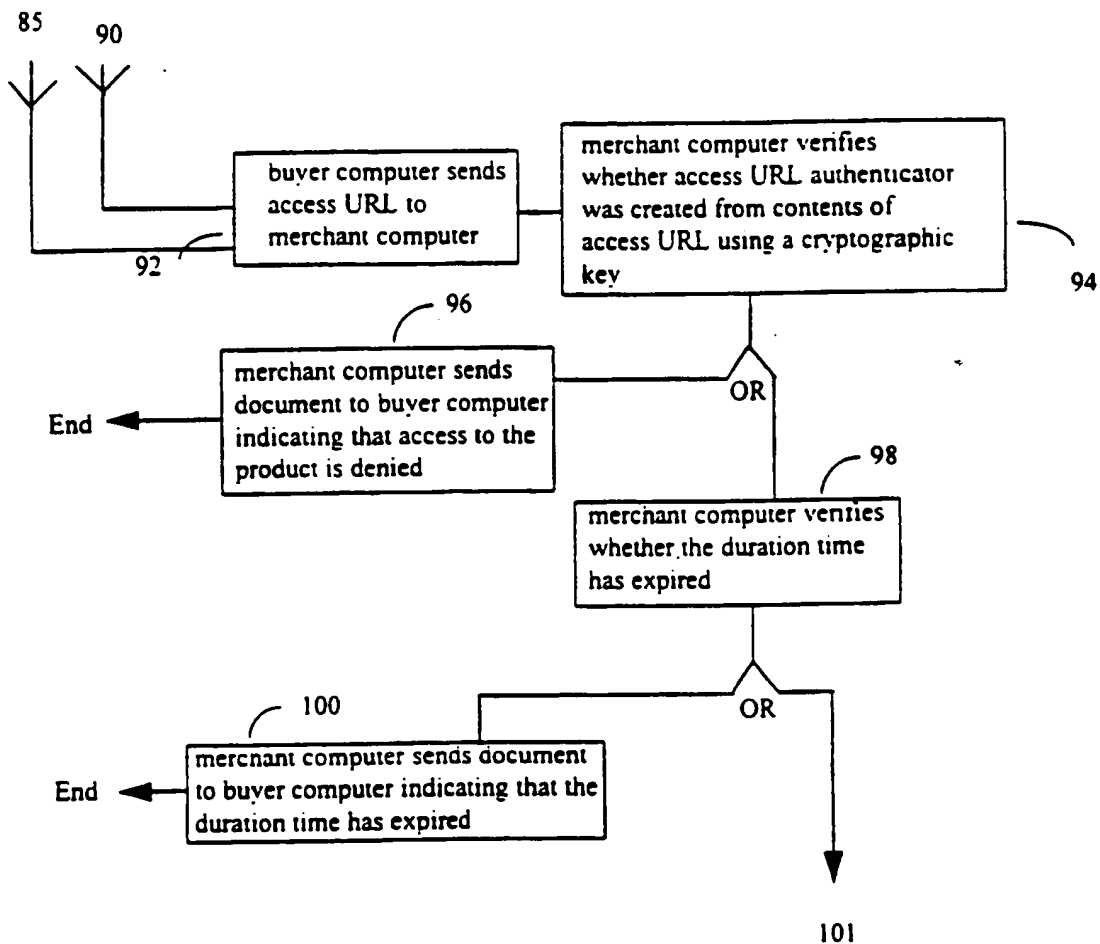 85
90
buyer computer sends
access URL to
merchant computer
92
merchant computer verifies
whether access URL authenticator
was created from contents of
access URL using a cryptographic
key
94
96
merchant computer sends
document to buyer computer
indicating that access to the
product is denied
End
OR
98
merchant computer verifies
whether the duration time
has expired
OR
100
merchant computer sends document
to buyer computer indicating that the
duration time has expired
End
101